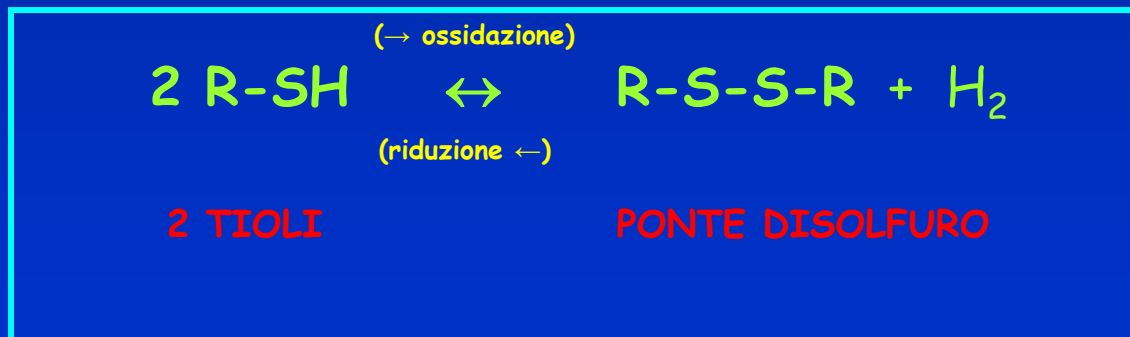 (→ ossidazione)
2 R-SH ↔ R-S-S-R + H₂
(riduzione ←)
2 TIOLI PONTE DISOLFURO